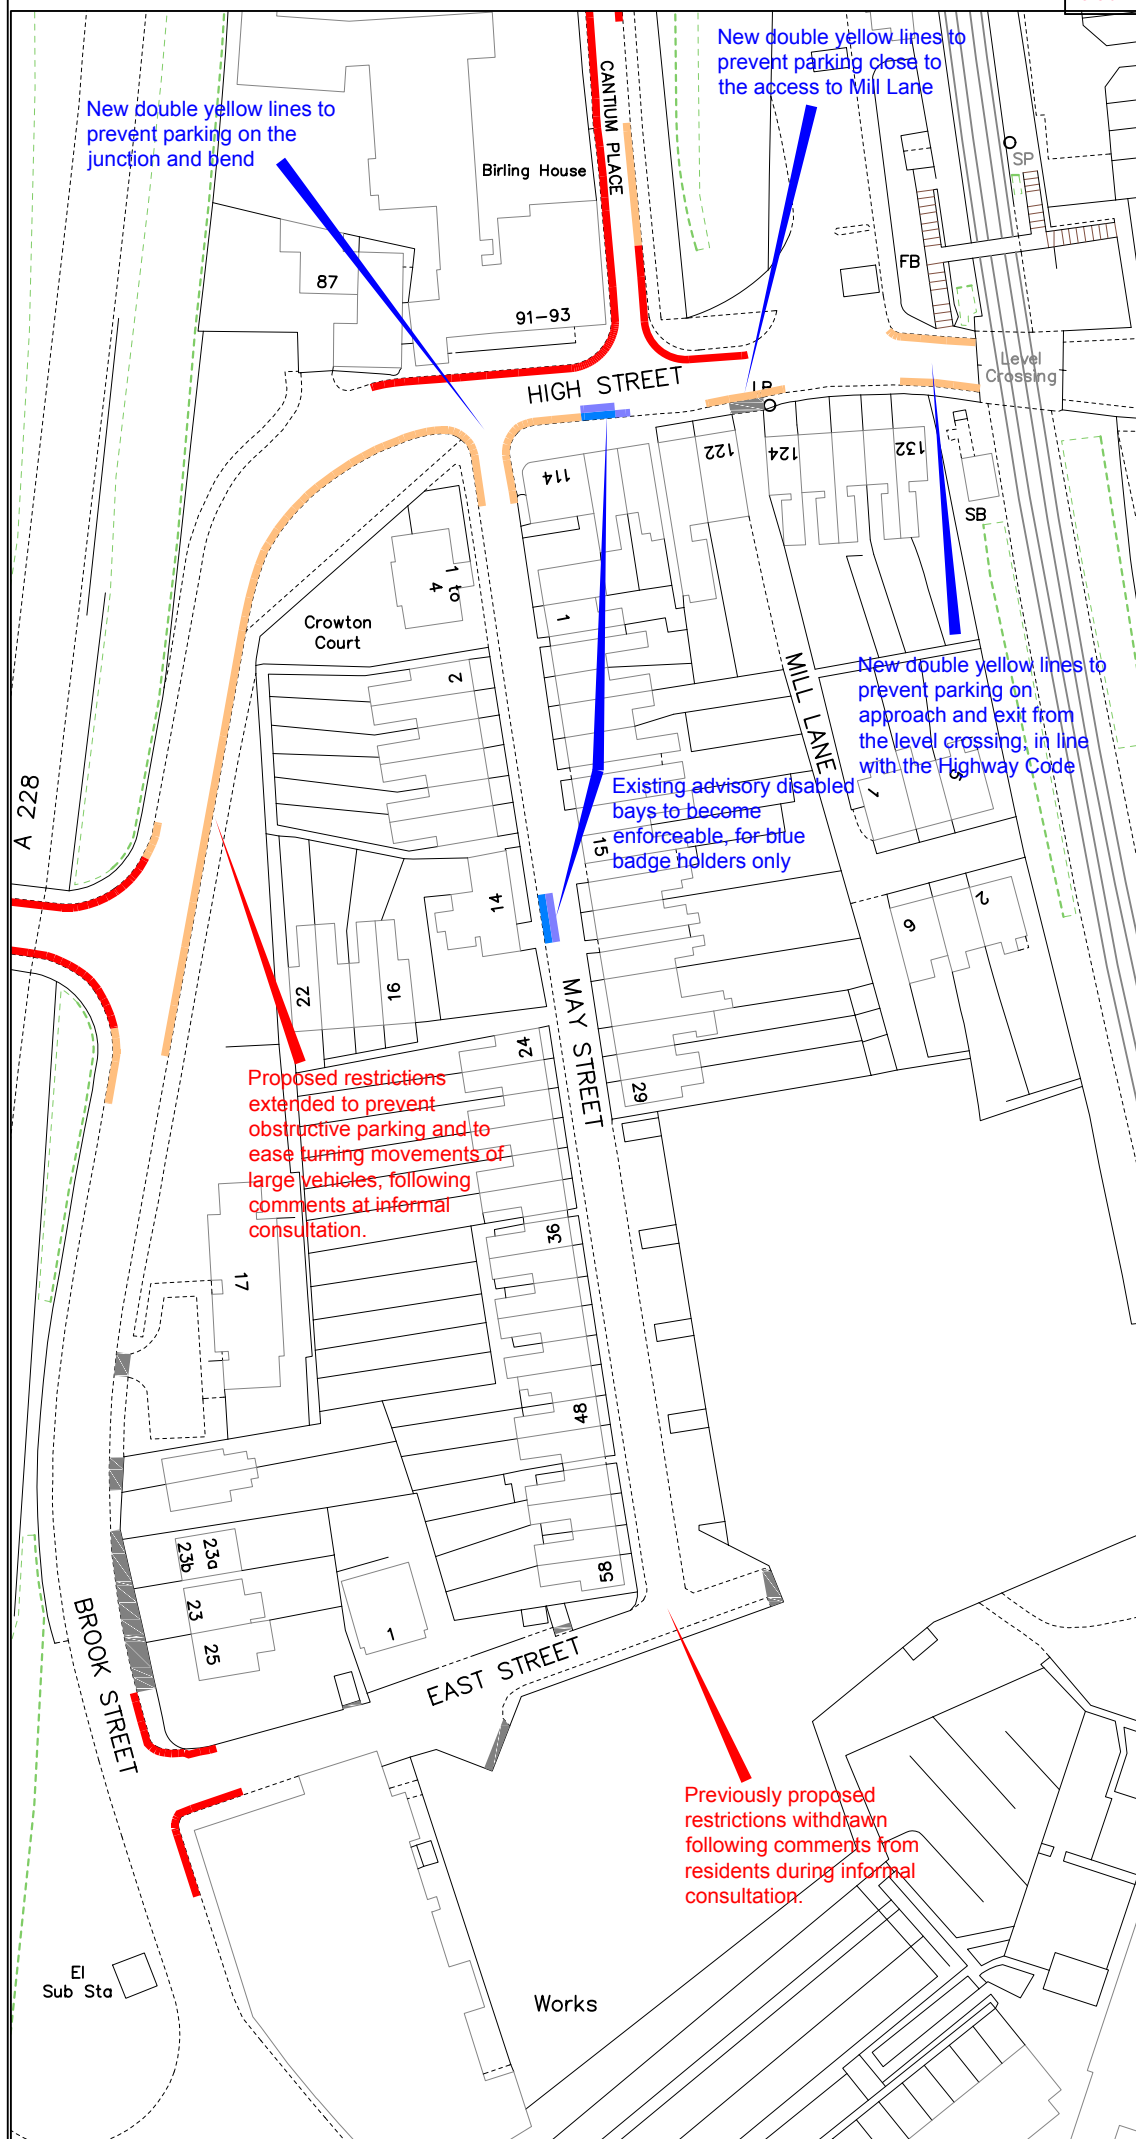 New double yellow lines to
prevent parking close to
the access to Mill Lane
New double yellow lines to
prevent parking on the
junction and bend
CANTIUM PLACE
Birling House
SP
FB
87
91-93
HIGH STREET
LB
Level
Crossing
114
122
124
132
SB
1 to
4
Crowton
Court
1
2
MILL LANE
New double yellow lines to
prevent parking on
approach and exit from
the level crossing, in line
with the Highway Code
7
A 228
Existing advisory disabled
bays to become
enforceable, for blue
badge holders only
15
14
6
2
22
16
MAY STREET
24
29
Proposed restrictions
extended to prevent
obstructive parking and to
ease turning movements of
large vehicles, following
comments at informal
consultation.
36
17
48
23a
23b
58
23
25
1
BROOK STREET
EAST STREET
Previously proposed
restrictions withdrawn
following comments from
residents during informal
consultation.
El
Sub Sta
Works